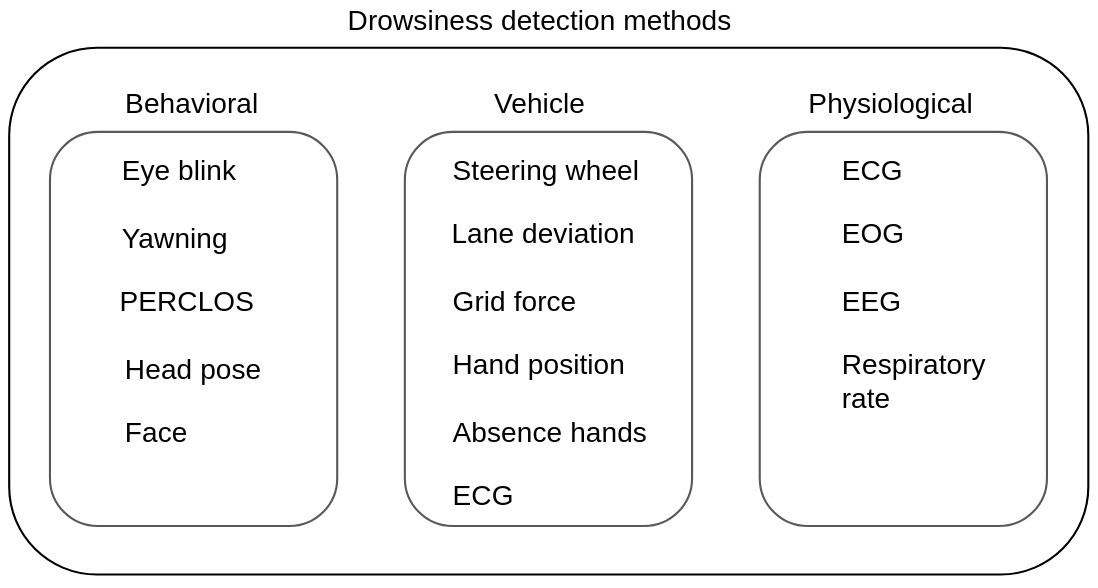 Drowsiness detection methods
Behavioral
Eye blink
Yawning
PERCLOS
Head pose
Face
Vehicle
Steering wheel
Lane deviation
Grid force
Hand position
Absence hands
ECG
Physiological
ECG
EOG
EEG
Respiratory
rate